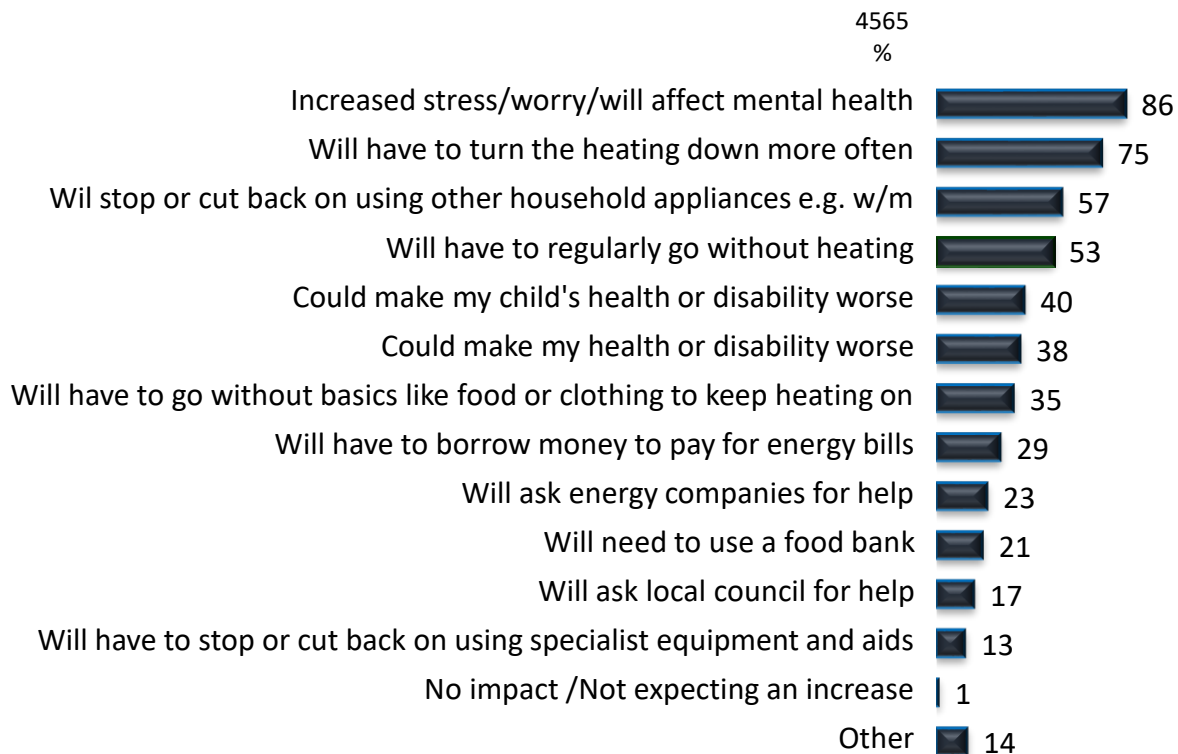 4565
%
Increased stress/worry/will affect mental health 86
Will have to turn the heating down more often 75
Wil stop or cut back on using other household appliances e.g. w/m 57
Will have to regularly go without heating 53
Could make my child's health or disability worse 40
Could make my health or disability worse 38
Will have to go without basics like food or clothing to keep heating on 35
Will have to borrow money to pay for energy bills 29
Will ask energy companies for help 23
Will need to use a food bank 21
Will ask local council for help 17
Will have to stop or cut back on using specialist equipment and aids 13
No impact /Not expecting an increase 1
Other 14